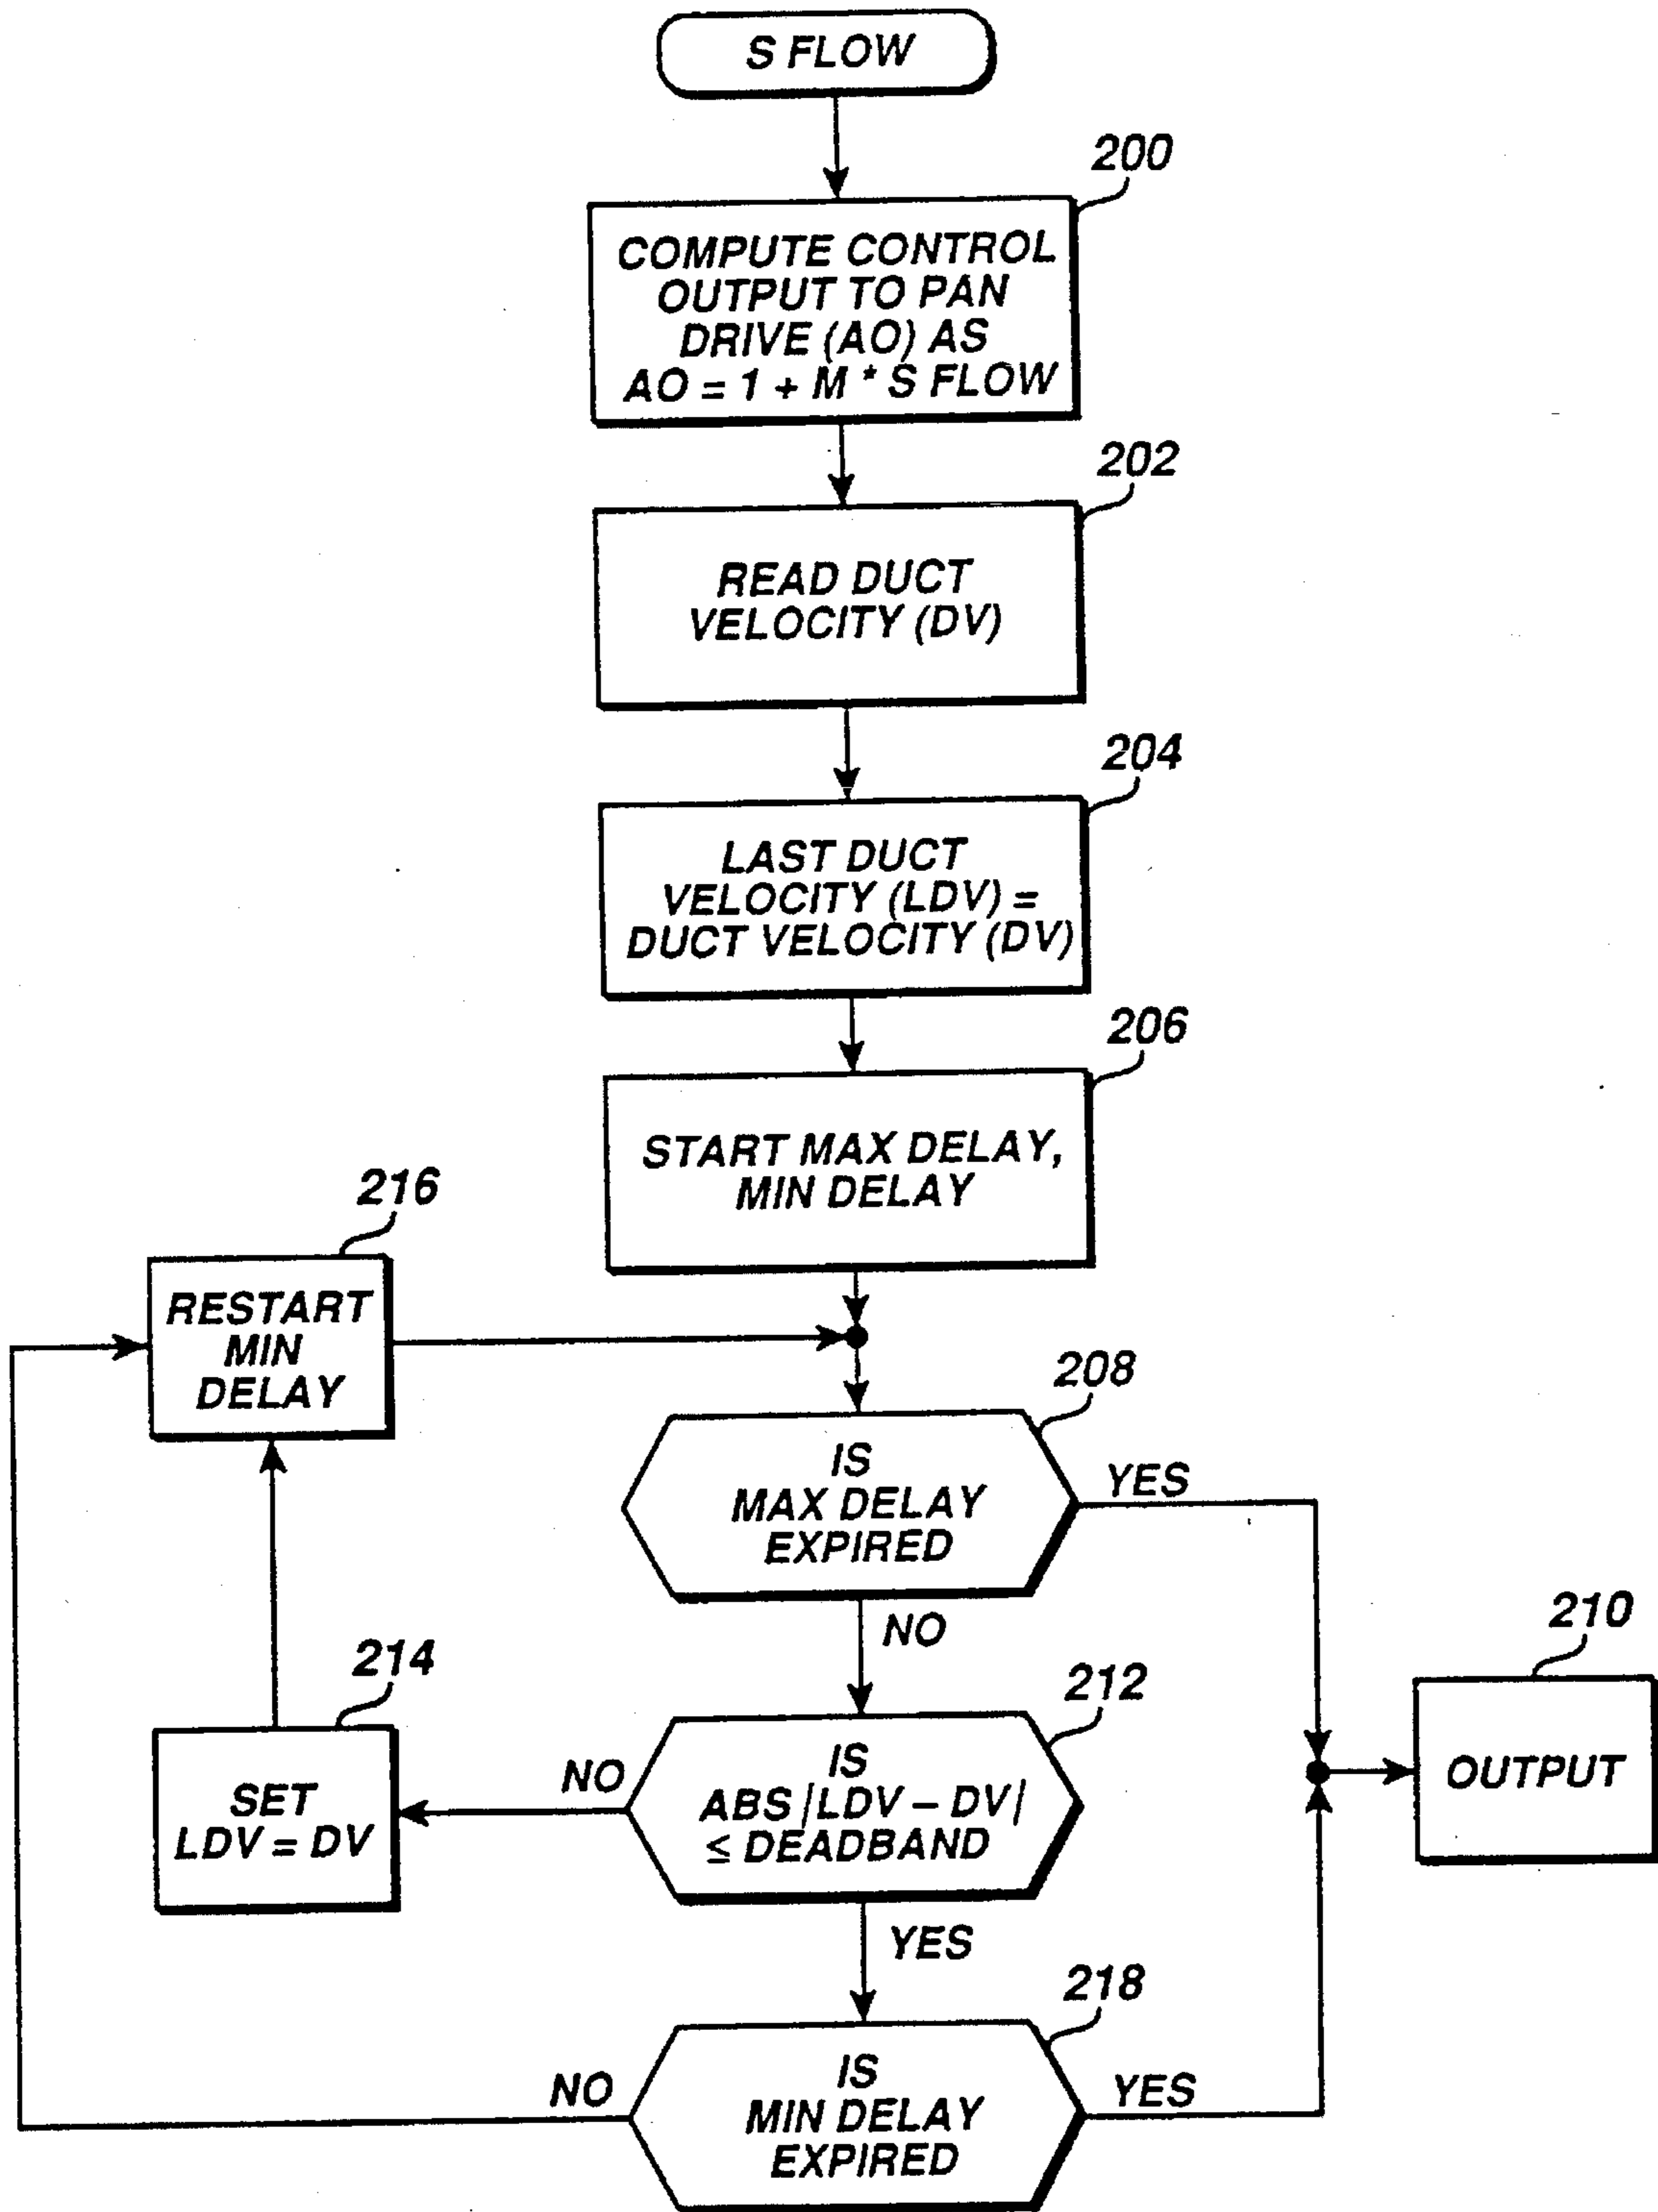 S FLOW
200
COMPUTE CONTROL
OUTPUT TO PAN
DRIVE (AO) AS
AO = 1 + M * S FLOW
202
READ DUCT
VELOCITY (DV)
204
LAST DUCT
VELOCITY (LDV) =
DUCT VELOCITY (DV)
206
START MAX DELAY,
MIN DELAY
216
RESTART
MIN
DELAY
208
IS
MAX DELAY
EXPIRED
YES
NO
210
OUTPUT
214
SET
LDV = DV
212
NO
IS
ABS |LDV – DV|
≤ DEADBAND
YES
218
NO
IS
MIN DELAY
EXPIRED
YES